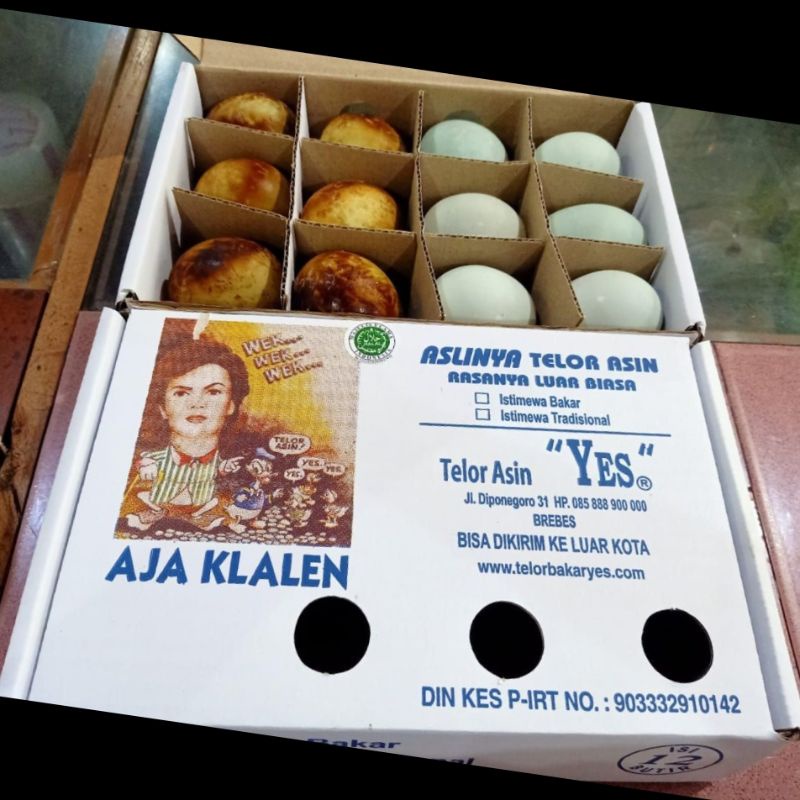 WEK...
WEK...
WEK...
TELOR
ASIN!
YES..
YES.
YES
AJA KLALEN
ASLINYA TELOR ASIN
RASANYA LUAR BIASA
Istimewa Bakar
Istimewa Tradisional
Telor Asin "YES" ®
Jl. Diponegoro 31 HP. 085 888 900 000
BREBES
BISA DIKIRIM KE LUAR KOTA
www.telorbakaryes.com
DIN KES P-IRT NO. : 903332910142
Bakar
ISI
12
BUTIR